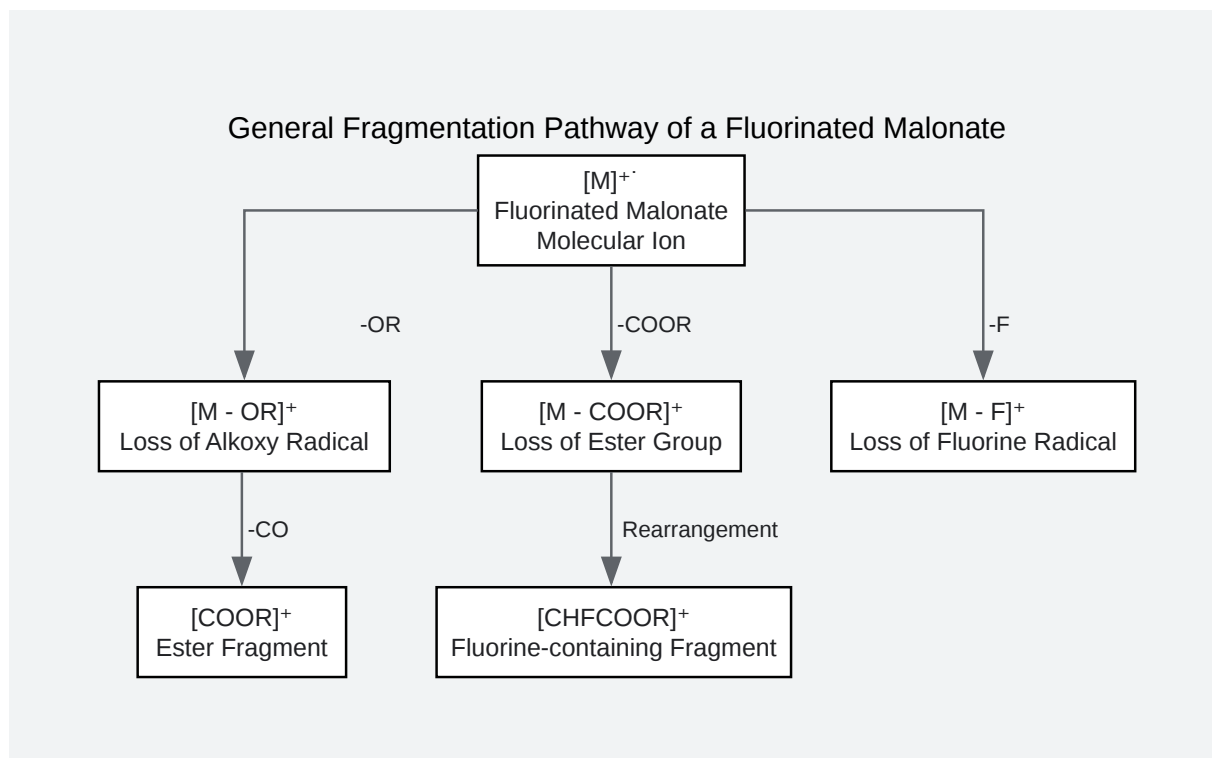 General Fragmentation Pathway of a Fluorinated Malonate
[M]⁺˙
Fluorinated Malonate
Molecular Ion
-OR
-COOR
-F
[M - OR]⁺
Loss of Alkoxy Radical
[M - COOR]⁺
Loss of Ester Group
[M - F]⁺
Loss of Fluorine Radical
-CO
Rearrangement
[COOR]⁺
Ester Fragment
[CHFCOOR]⁺
Fluorine-containing Fragment